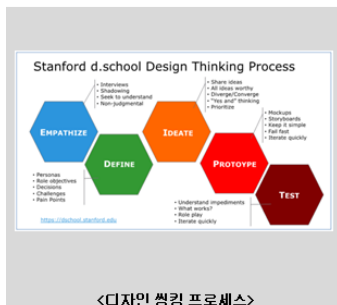 Stanford d.school Design Thinking Process
• Interviews
• Shadowing
• Seek to understand
• Non-judgmental
• Share ideas
• All ideas worthy
• Diverge/Converge
• "Yes and" thinking
• Prioritize
• Mockups
• Storyboards
• Keep it simple
• Fail fast
• Iterate quickly
EMPATHIZE
DEFINE
IDEATE
PROTOYPE
TEST
• Personas
• Role objectives
• Decisions
• Challenges
• Pain Points
• Understand impediments
• What works?
• Role play
• Iterate quickly
https://dschool.stanford.edu
<디자인 씽킹 프로세스>